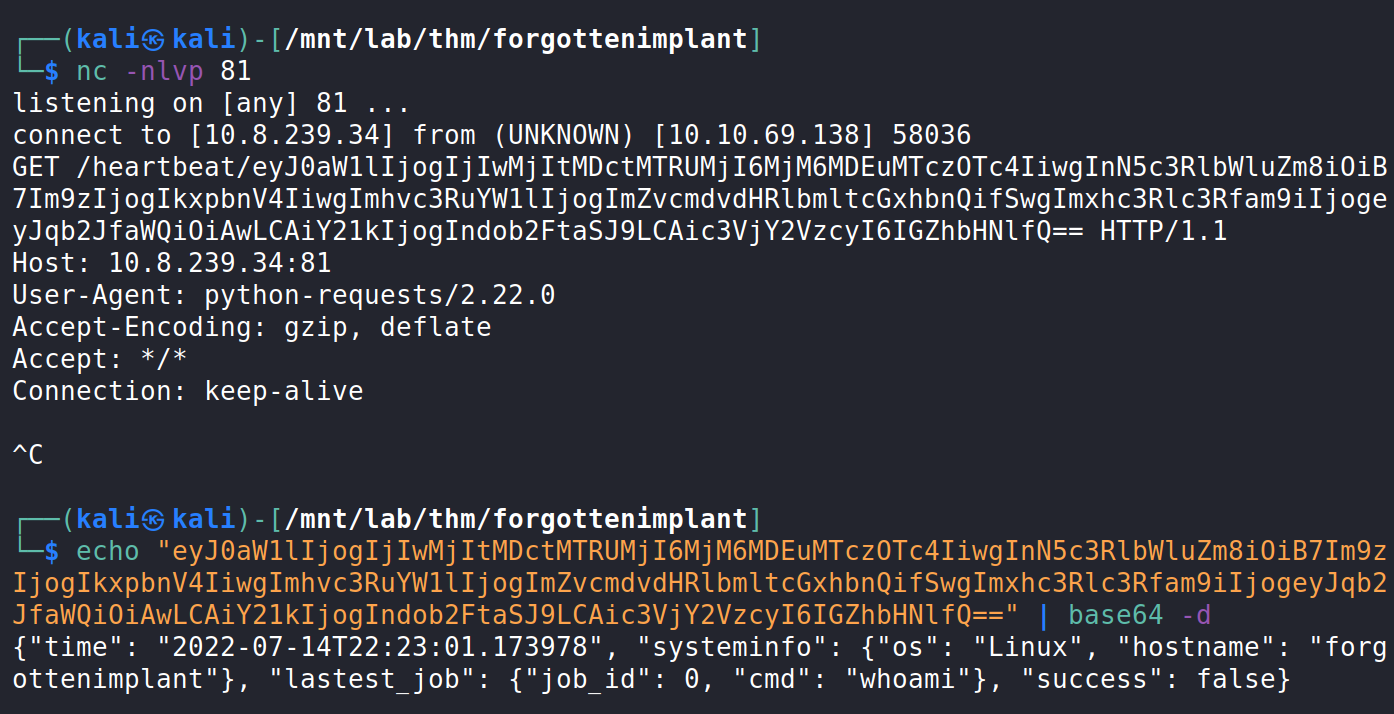 ┌──(kali㉿kali)-[/mnt/lab/thm/forgottenimplant]
└─$ nc -nlvp 81
listening on [any] 81 ...
connect to [10.8.239.34] from (UNKNOWN) [10.10.69.138] 58036
GET /heartbeat/eyJ0aW1lIjogIjIwMjItMDctMTRUMjI6MjM6MDEuMTczOTc4IiwgInN5c3RlbWluZm8iOiB
7Im9zIjogIkxpbnV4IiwgImhvc3RuYW1lIjogImZvcmdvdHRlbmltcGxhbnQifSwgImxhc3Rlc3Rfam9iIjoge
yJqb2JfaWQiOiAwLCAiY21kIjogIndob2FtaSJ9LCAic3VjY2VzcyI6IGZhbHNlfQ== HTTP/1.1
Host: 10.8.239.34:81
User-Agent: python-requests/2.22.0
Accept-Encoding: gzip, deflate
Accept: */*
Connection: keep-alive
^C
┌──(kali㉿kali)-[/mnt/lab/thm/forgottenimplant]
└─$ echo "eyJ0aW1lIjogIjIwMjItMDctMTRUMjI6MjM6MDEuMTczOTc4IiwgInN5c3RlbWluZm8iOiB7Im9z
IjogIkxpbnV4IiwgImhvc3RuYW1lIjogImZvcmdvdHRlbmltcGxhbnQifSwgImxhc3Rlc3Rfam9iIjogeyJqb2
JfaWQiOiAwLCAiY21kIjogIndob2FtaSJ9LCAic3VjY2VzcyI6IGZhbHNlfQ==" | base64 -d
{"time": "2022-07-14T22:23:01.173978", "systeminfo": {"os": "Linux", "hostname": "forg
ottenimplant"}, "lastest_job": {"job_id": 0, "cmd": "whoami"}, "success": false}